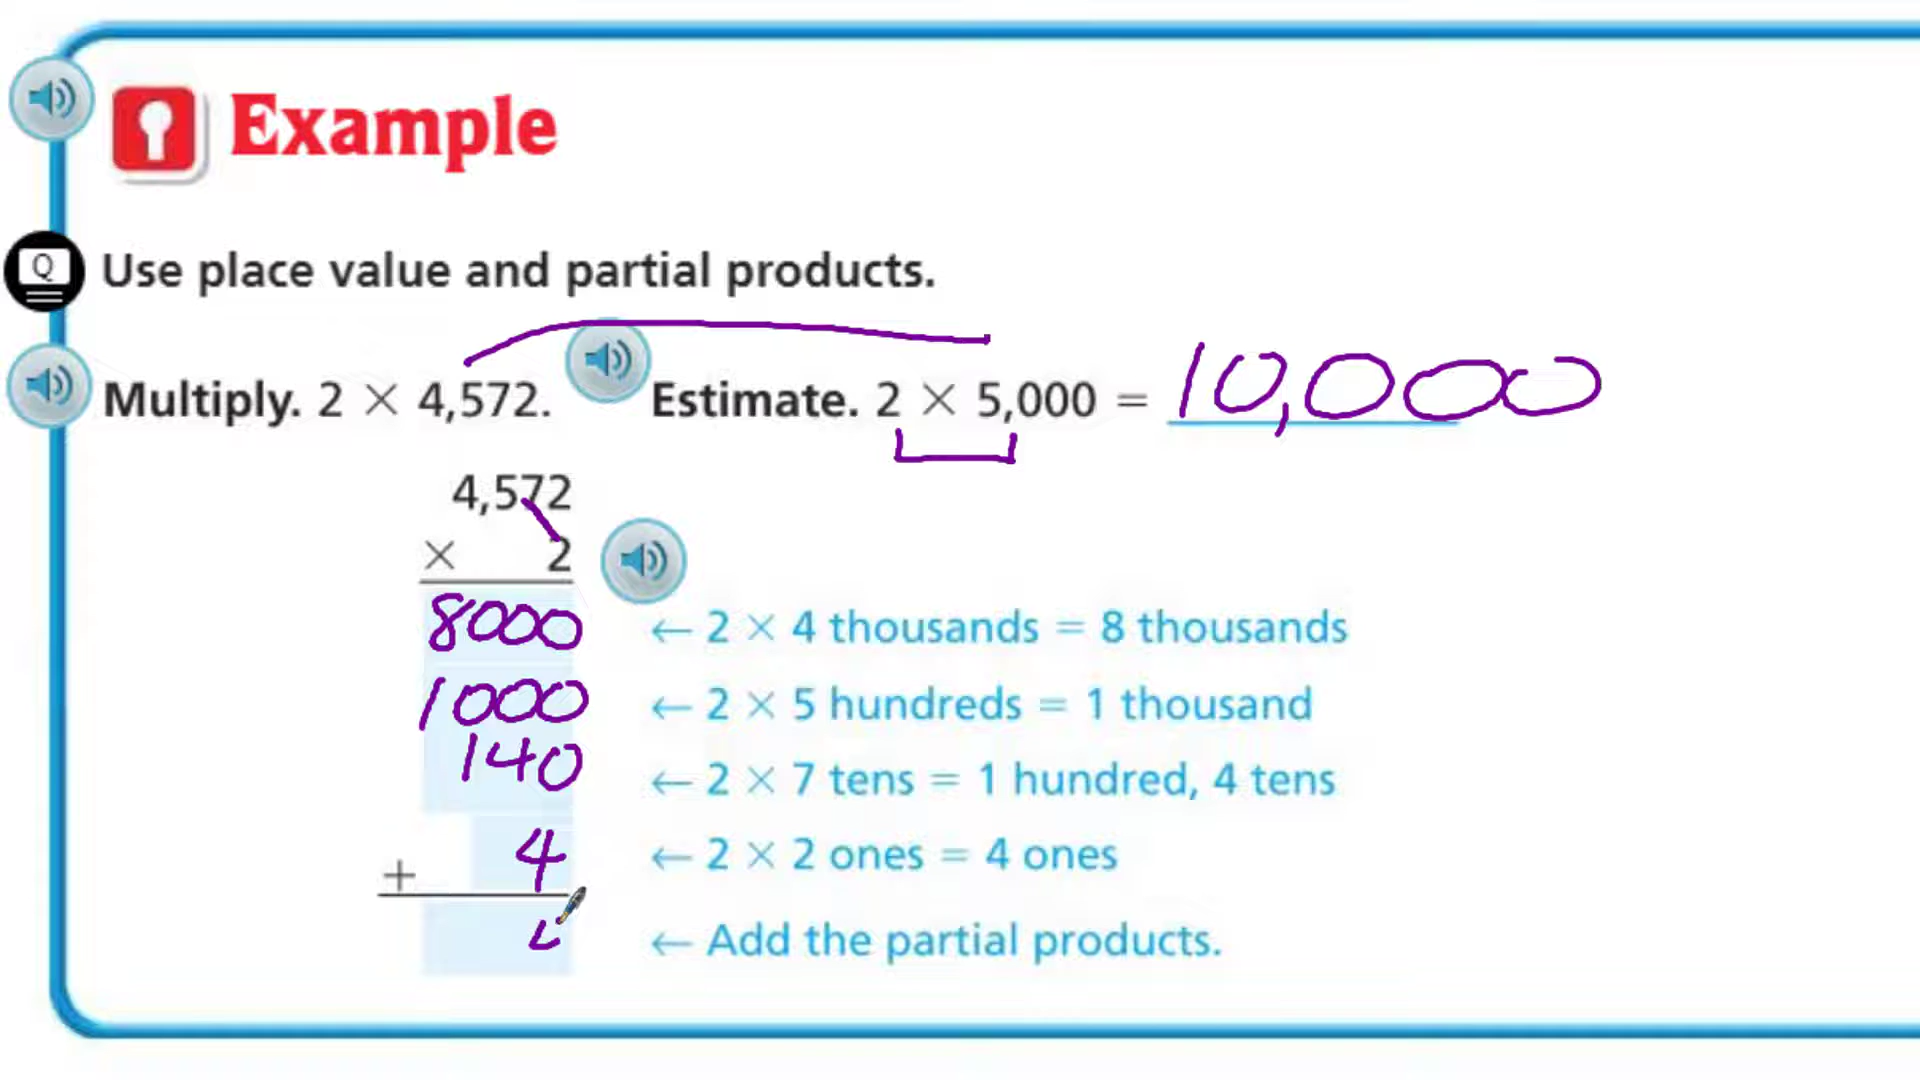 Example
Q Use place value and partial products.
Multiply. 2 × 4,572. Estimate. 2 × 5,000 = 10,000
4,572
× 2
8000 ← 2 × 4 thousands = 8 thousands
1000 ← 2 × 5 hundreds = 1 thousand
140 ← 2 × 7 tens = 1 hundred, 4 tens
+ 4 ← 2 × 2 ones = 4 ones
← Add the partial products.